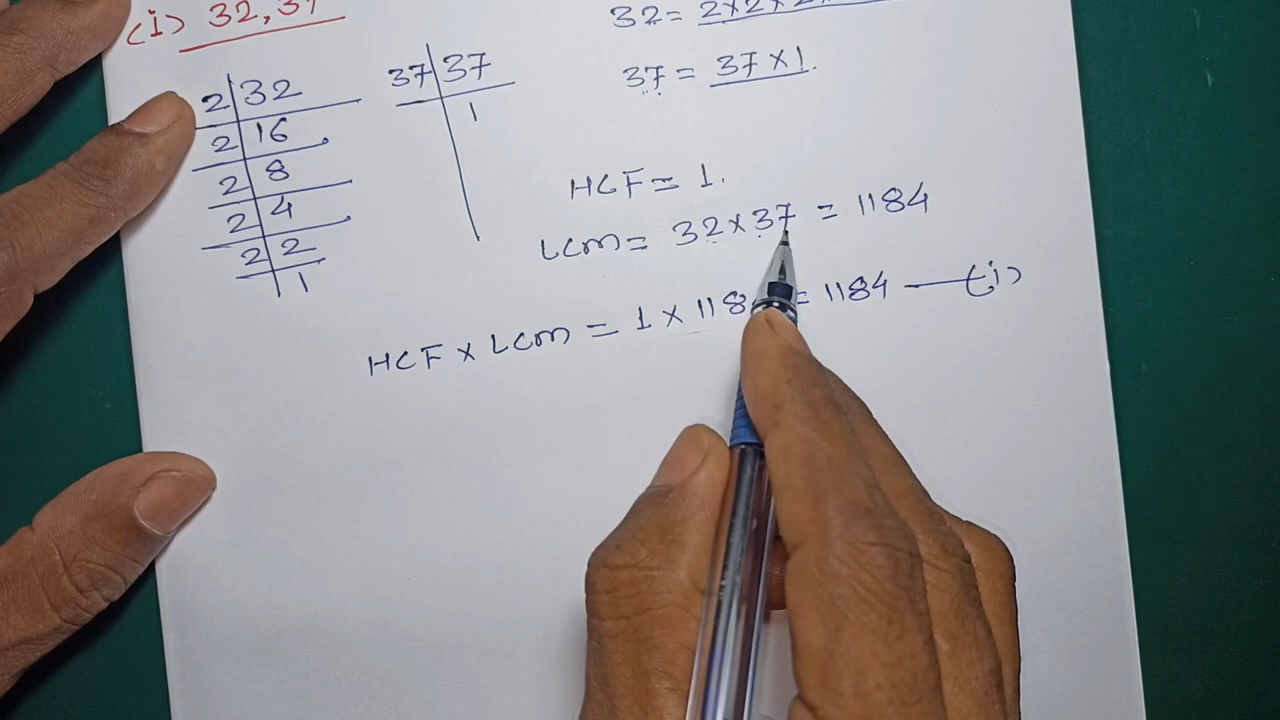 (i) 32, 37
32 = 2×2×2×
37 = 37 × 1.
2 | 32
2 | 16
2 | 8
2 | 4
2 | 2
1
37 | 37
1
HCF = 1.
LCM = 32 × 37 = 1184
HCF × LCM = 1 × 118 = 1184 — (i)